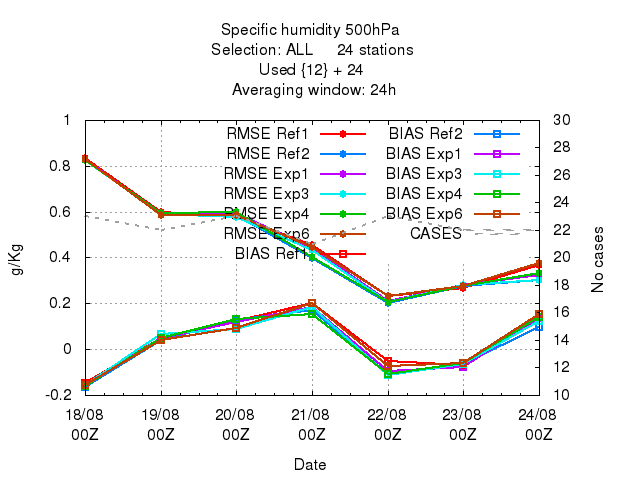 Specific humidity 500hPa
Selection: ALL 24 stations
Used {12} + 24
Averaging window: 24h
1
0.8
0.6
0.4
0.2
0
-0.2
g/Kg
30
28
26
24
22
20
18
16
14
12
10
No cases
RMSE Ref1
RMSE Ref2
RMSE Exp1
RMSE Exp3
RMSE Exp4
RMSE Exp6
BIAS Ref1
BIAS Ref2
BIAS Exp1
BIAS Exp3
BIAS Exp4
BIAS Exp6
CASES
18/08 19/08 20/08 21/08 22/08 23/08 24/08
00Z 00Z 00Z 00Z 00Z 00Z 00Z
Date